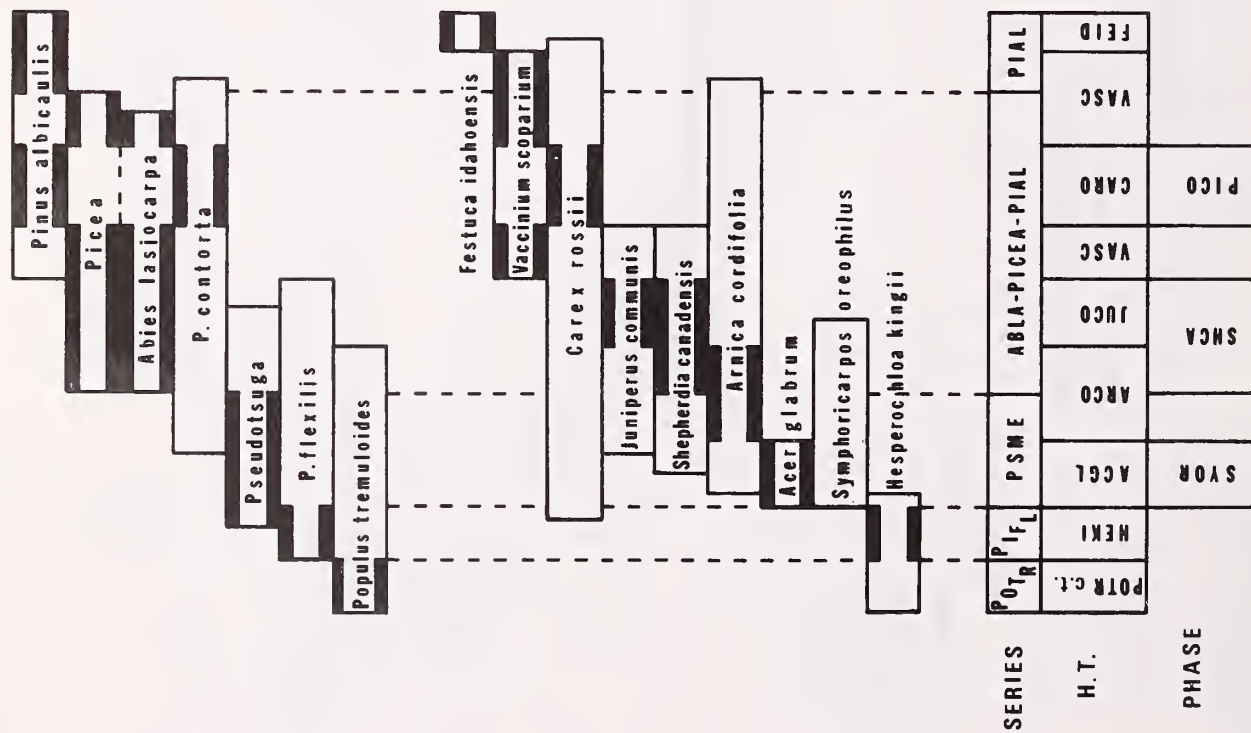 Pinus albicaulis
Picea
Abies lasiocarpa
P. contorta
Pseudotsuga
P. flexilis
Populus tremuloides
Festuca idahoensis
Vaccinium scoparium
Carex rossii
Juniperus communis
Shepherdia canadensis
Arnica cordifolia
Acer glabrum
Symphoricarpos oreophilus
Hesperochloa kingii
SERIES
POTR
PIFL
PSME
ABLA-PICEA-PIAL
PIAL
H.T.
POTR c.t.
HEKI
ACGL
ARCO
JUCO
VASC
CARO
VASC
FEID
PHASE
SYOR
SHCA
PICO